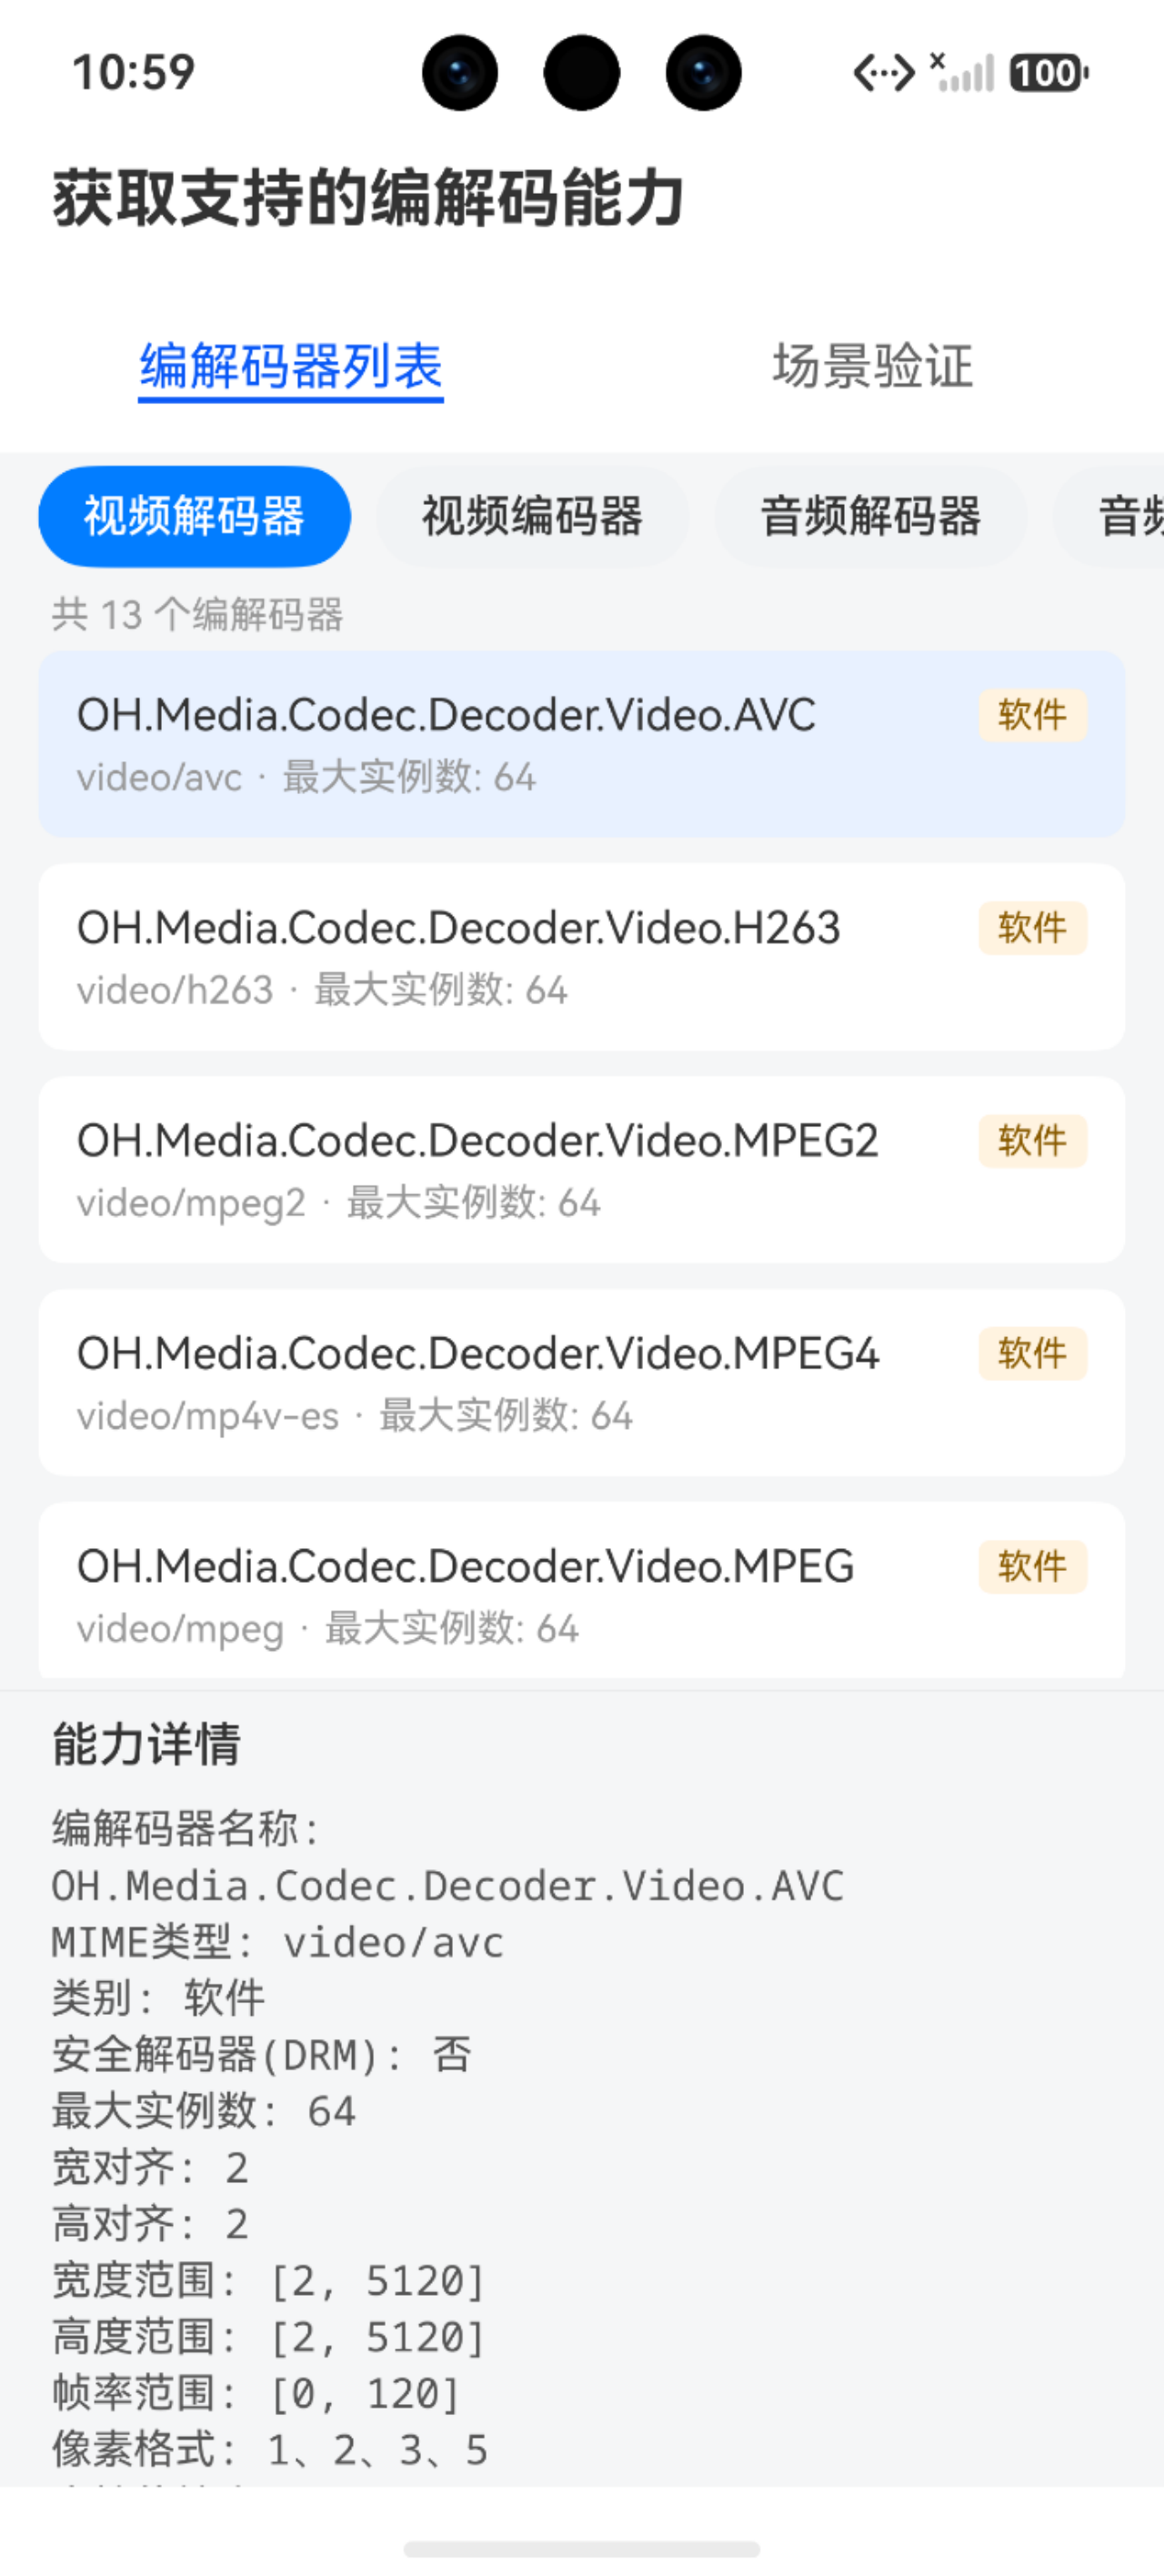 10:59
100
获取支持的编解码能力
编解码器列表
场景验证
视频解码器
视频编码器
音频解码器
音频
共 13 个编解码器
OH.Media.Codec.Decoder.Video.AVC
软件
video/avc · 最大实例数: 64
OH.Media.Codec.Decoder.Video.H263
软件
video/h263 · 最大实例数: 64
OH.Media.Codec.Decoder.Video.MPEG2
软件
video/mpeg2 · 最大实例数: 64
OH.Media.Codec.Decoder.Video.MPEG4
软件
video/mp4v-es · 最大实例数: 64
OH.Media.Codec.Decoder.Video.MPEG
软件
video/mpeg · 最大实例数: 64
能力详情
编解码器名称:
OH.Media.Codec.Decoder.Video.AVC
MIME类型: video/avc
类别: 软件
安全解码器(DRM): 否
最大实例数: 64
宽对齐: 2
高对齐: 2
宽度范围: [2, 5120]
高度范围: [2, 5120]
帧率范围: [0, 120]
像素格式: 1、2、3、5